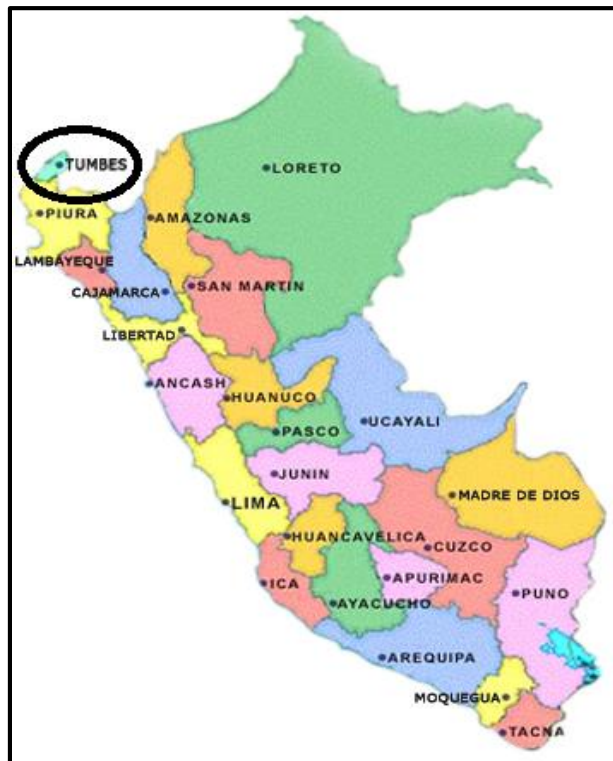 TUMBES
LORETO
PIURA
AMAZONAS
LAMBAYEQUE
CAJAMARCA
SAN MARTIN
LIBERTAD
ANCASH
HUANUCO
UCAYALI
PASCO
JUNIN
MADRE DE DIOS
LIMA
HUANCAVELICA
CUZCO
ICA
APURIMAC
PUNO
AYACUCHO
AREQUIPA
MOQUEGUA
TACNA